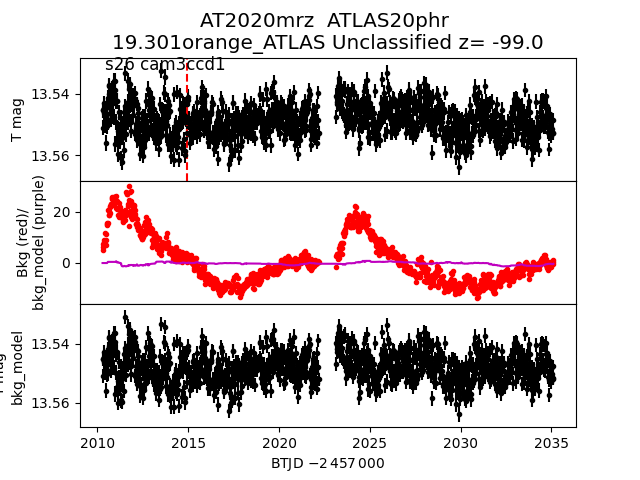 AT2020mrz  ATLAS20phr
19.301orange_ATLAS Unclassified z= -99.0
s26 cam3ccd1
T mag
13.54
13.56
Bkg (red)/
bkg_model (purple)
20
0
bkg_model
13.54
13.56
2010 2015 2020 2025 2030 2035
BTJD −2 457 000